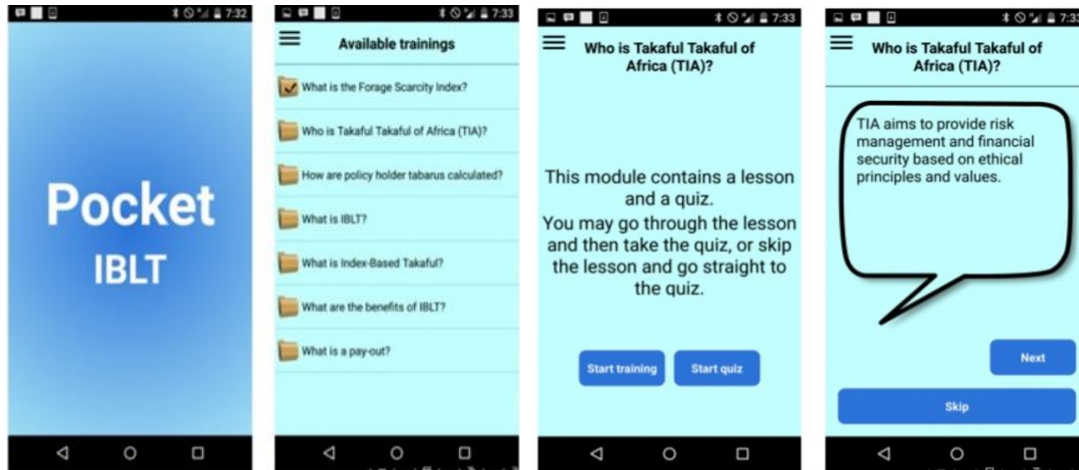 7:32
Pocket
IBLT
7:33
Available trainings
What is the Forage Scarcity Index?
Who is Takaful Takaful of Africa (TIA)?
How are policy holder tabarus calculated?
What is IBLT?
What is Index-Based Takaful?
What are the benefits of IBLT?
What is a pay-out?
7:33
Who is Takaful Takaful of
Africa (TIA)?
This module contains a lesson
and a quiz.
You may go through the lesson
and then take the quiz, or skip
the lesson and go straight to
the quiz.
Start training
Start quiz
7:33
Who is Takaful Takaful of
Africa (TIA)?
TIA aims to provide risk
management and financial
security based on ethical
principles and values.
Next
Skip